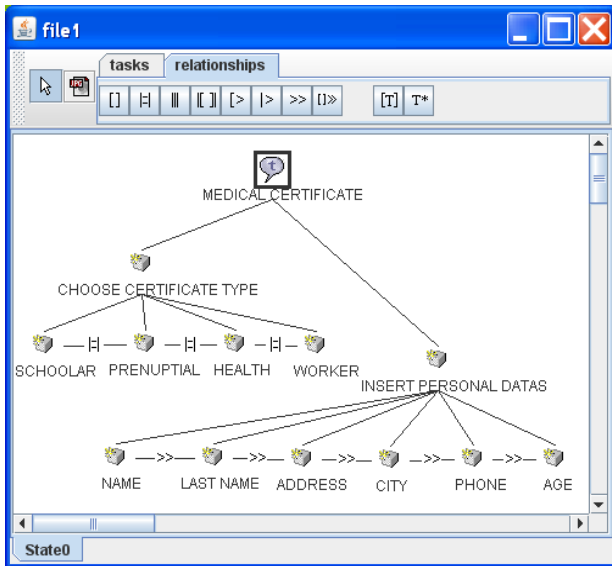 file1
tasks relationships
[] |=| ||| |[]| [> |> >> []» [T] T*
t
MEDICAL CERTIFICATE
CHOOSE CERTIFICATE TYPE
|=| |=| |=|
SCHOOLAR PRENUPTIAL HEALTH WORKER
INSERT PERSONAL DATAS
>> >> >> >> >>
NAME LAST NAME ADDRESS CITY PHONE AGE
State0